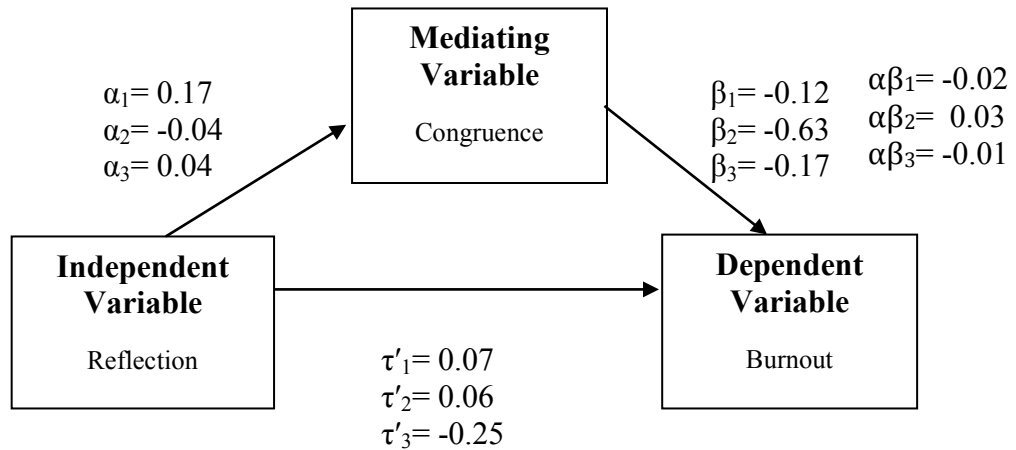 Mediating
Variable
Congruence
α₁= 0.17
α₂= -0.04
α₃= 0.04
β₁= -0.12
β₂= -0.63
β₃= -0.17
αβ₁= -0.02
αβ₂= 0.03
αβ₃= -0.01
Independent
Variable
Reflection
Dependent
Variable
Burnout
τ′₁= 0.07
τ′₂= 0.06
τ′₃= -0.25